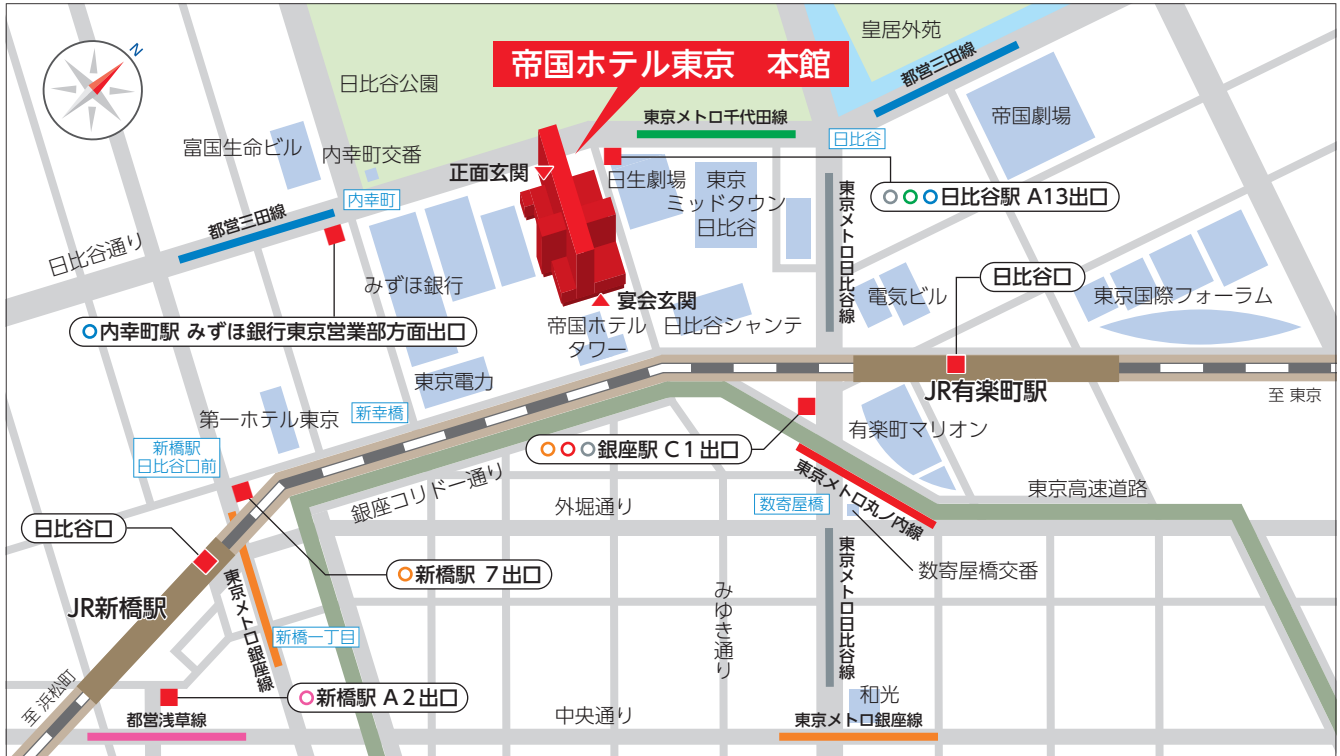 N
皇居外苑
帝国ホテル東京　本館
都営三田線
日比谷公園
東京メトロ千代田線
帝国劇場
日比谷
富国生命ビル
内幸町交番
正面玄関
日生劇場
東京
ミッドタウン
日比谷
日比谷駅 A13出口
内幸町
都営三田線
日比谷通り
東京メトロ日比谷線
日比谷口
みずほ銀行
宴会玄関
電気ビル
東京国際フォーラム
内幸町駅 みずほ銀行東京営業部方面出口
帝国ホテル
タワー
日比谷シャンテ
東京電力
JR有楽町駅
至 東京
第一ホテル東京
新幸橋
有楽町マリオン
新橋駅
日比谷口前
銀座駅 C1出口
東京メトロ丸ノ内線
銀座コリドー通り
外堀通り
数寄屋橋
東京高速道路
日比谷口
新橋駅 7出口
東京メトロ日比谷線
数寄屋橋交番
JR新橋駅
東京メトロ銀座線
みゆき通り
新橋一丁目
至 浜松町
新橋駅 A2出口
和光
都営浅草線
中央通り
東京メトロ銀座線